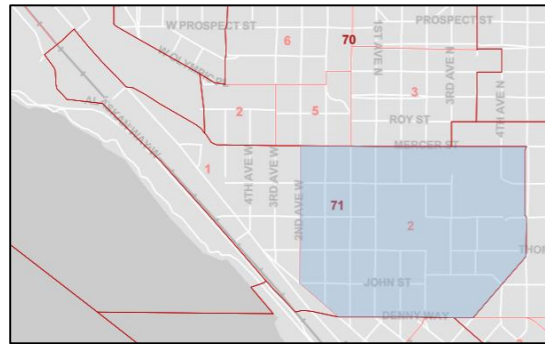 W PROSPECT ST
PROSPECT ST
6
70
1ST AVE N
W OLYMPIC PL
3
3RD AVE N
4TH AVE N
ALASKAN WAY W
2
5
ROY ST
MERCER ST
1
4TH AVE W
3RD AVE W
2ND AVE W
71
2
THO
JOHN ST
DENNY WAY